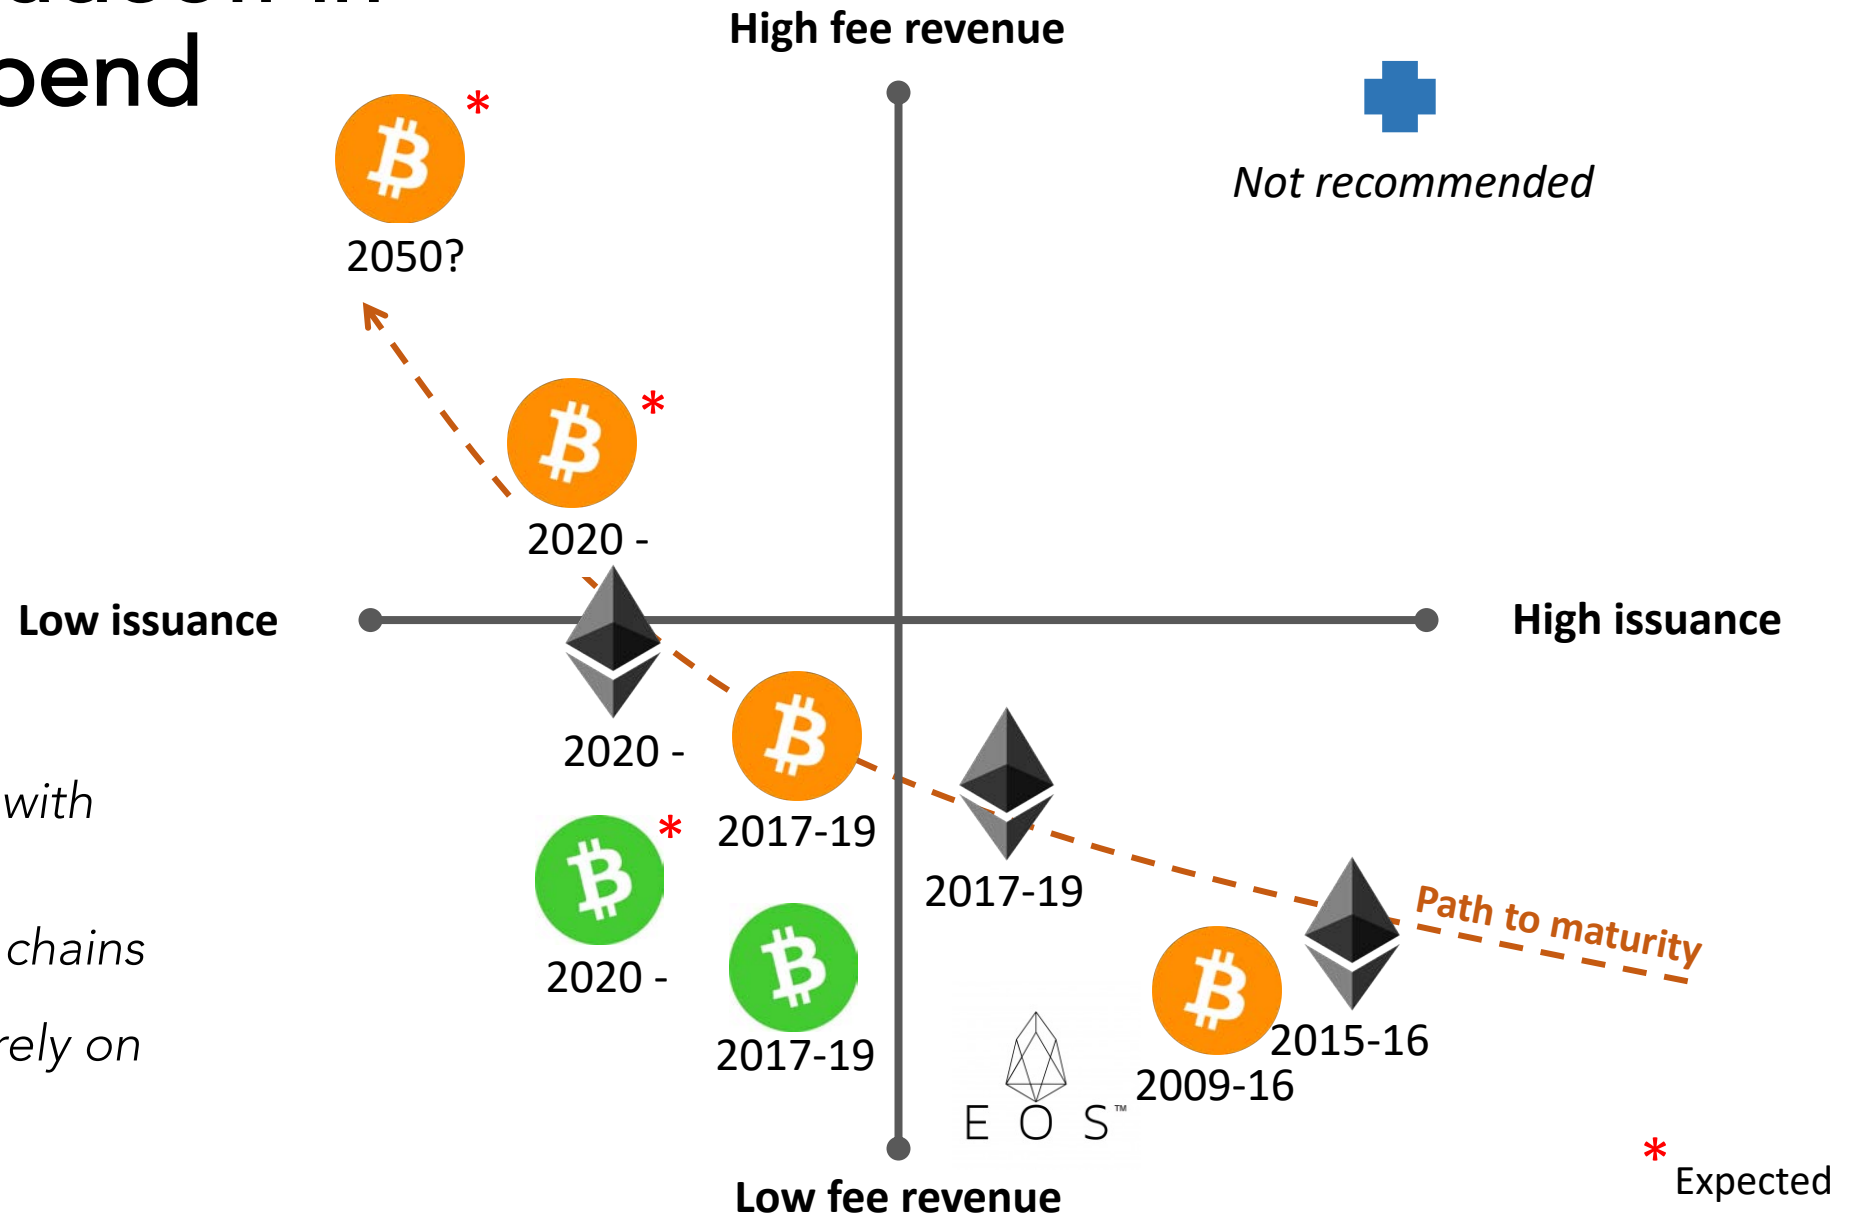 pend
High fee revenue
*
Not recommended
2050?
*
2020 -
Low issuance
High issuance
2020 -
with
2017-19
*
2017-19
Path to maturity
chains
2020 -
2015-16
rely on
2017-19
2009-16
E O S™
*
Expected
Low fee revenue